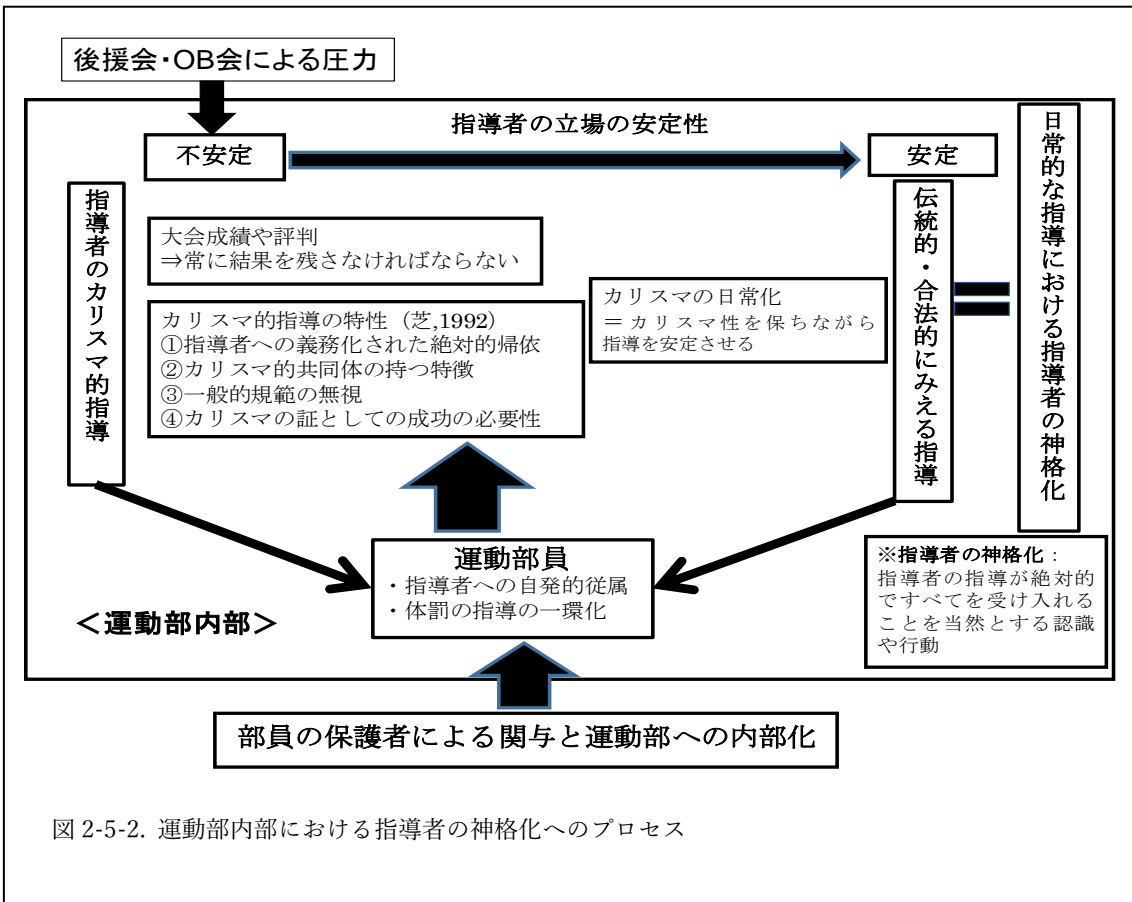 後援会・OB会による圧力
指導者の立場の安定性
不安定
安定
指導者のカリスマ的指導
大会成績や評判
⇒常に結果を残さなければならない
カリスマ的指導の特性（芝,1992）
①指導者への義務化された絶対的帰依
②カリスマ的共同体の持つ特徴
③一般的規範の無視
④カリスマの証としての成功の必要性
カリスマの日常化
＝カリスマ性を保ちながら
指導を安定させる
伝統的・合法的にみえる指導
日常的な指導における指導者の神格化
運動部員
・指導者への自発的従属
・体罰の指導の一環化
＜運動部内部＞
※指導者の神格化：
指導者の指導が絶対的
ですべてを受け入れる
ことを当然とする認識
や行動
部員の保護者による関与と運動部への内部化
図 2-5-2. 運動部内部における指導者の神格化へのプロセス